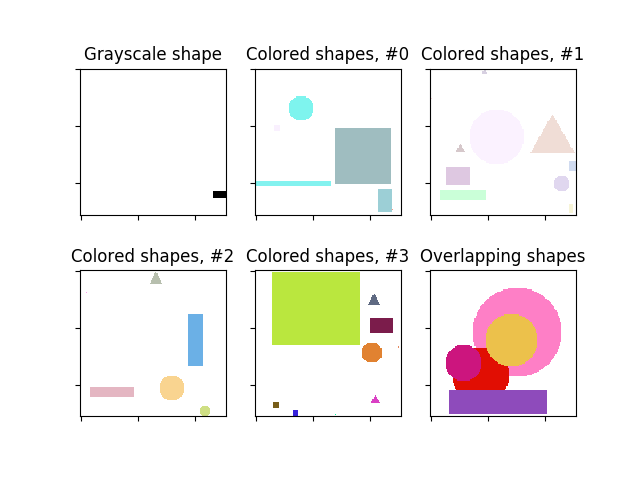 Grayscale shape
Colored shapes, #0
Colored shapes, #1
Colored shapes, #2
Colored shapes, #3
Overlapping shapes